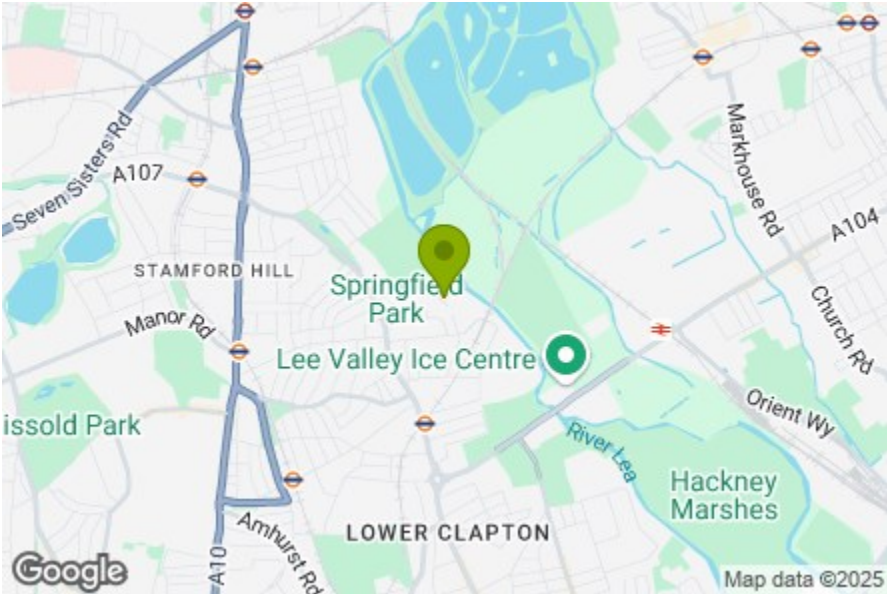 Seven Sisters Rd
A107
A10
Markhouse Rd
A104
STAMFORD HILL
Springfield
Park
Manor Rd
Church Rd
Lee Valley Ice Centre
issold Park
Orient Wy
River Lea
Hackney
Marshes
Amhurst Rd
LOWER CLAPTON
A10
Google
Map data ©2025